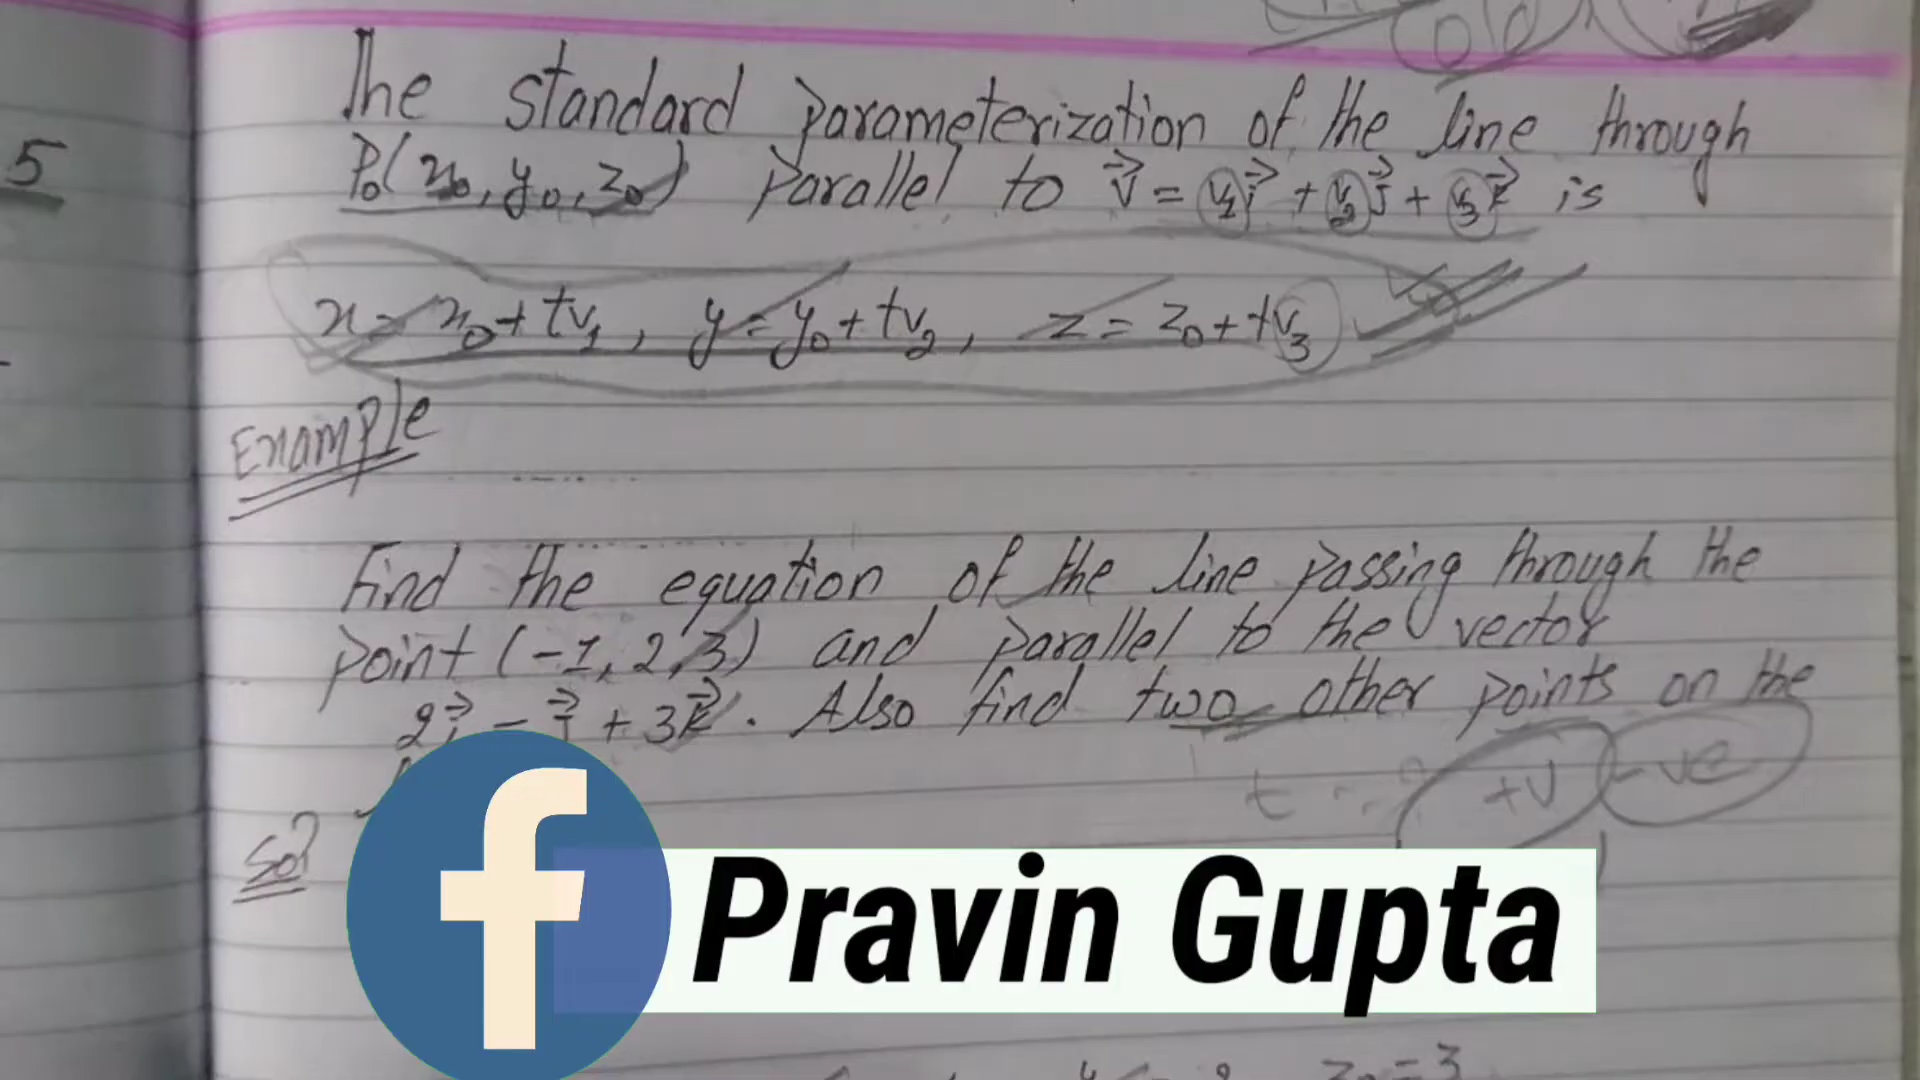 5
The standard parameterization of the line through
P₀(x₀, y₀, z₀) parallel to v⃗ = v₁i⃗ + v₂j⃗ + v₃k⃗ is
x = x₀ + tv₁, y = y₀ + tv₂, z = z₀ + tv₃
Example
Find the equation of the line passing through the
point (-1, 2, 3) and parallel to the vector
2i⃗ - j⃗ + 3k⃗. Also find two other points on the
t +v -ve
Sol
f Pravin Gupta
z₀ = 3